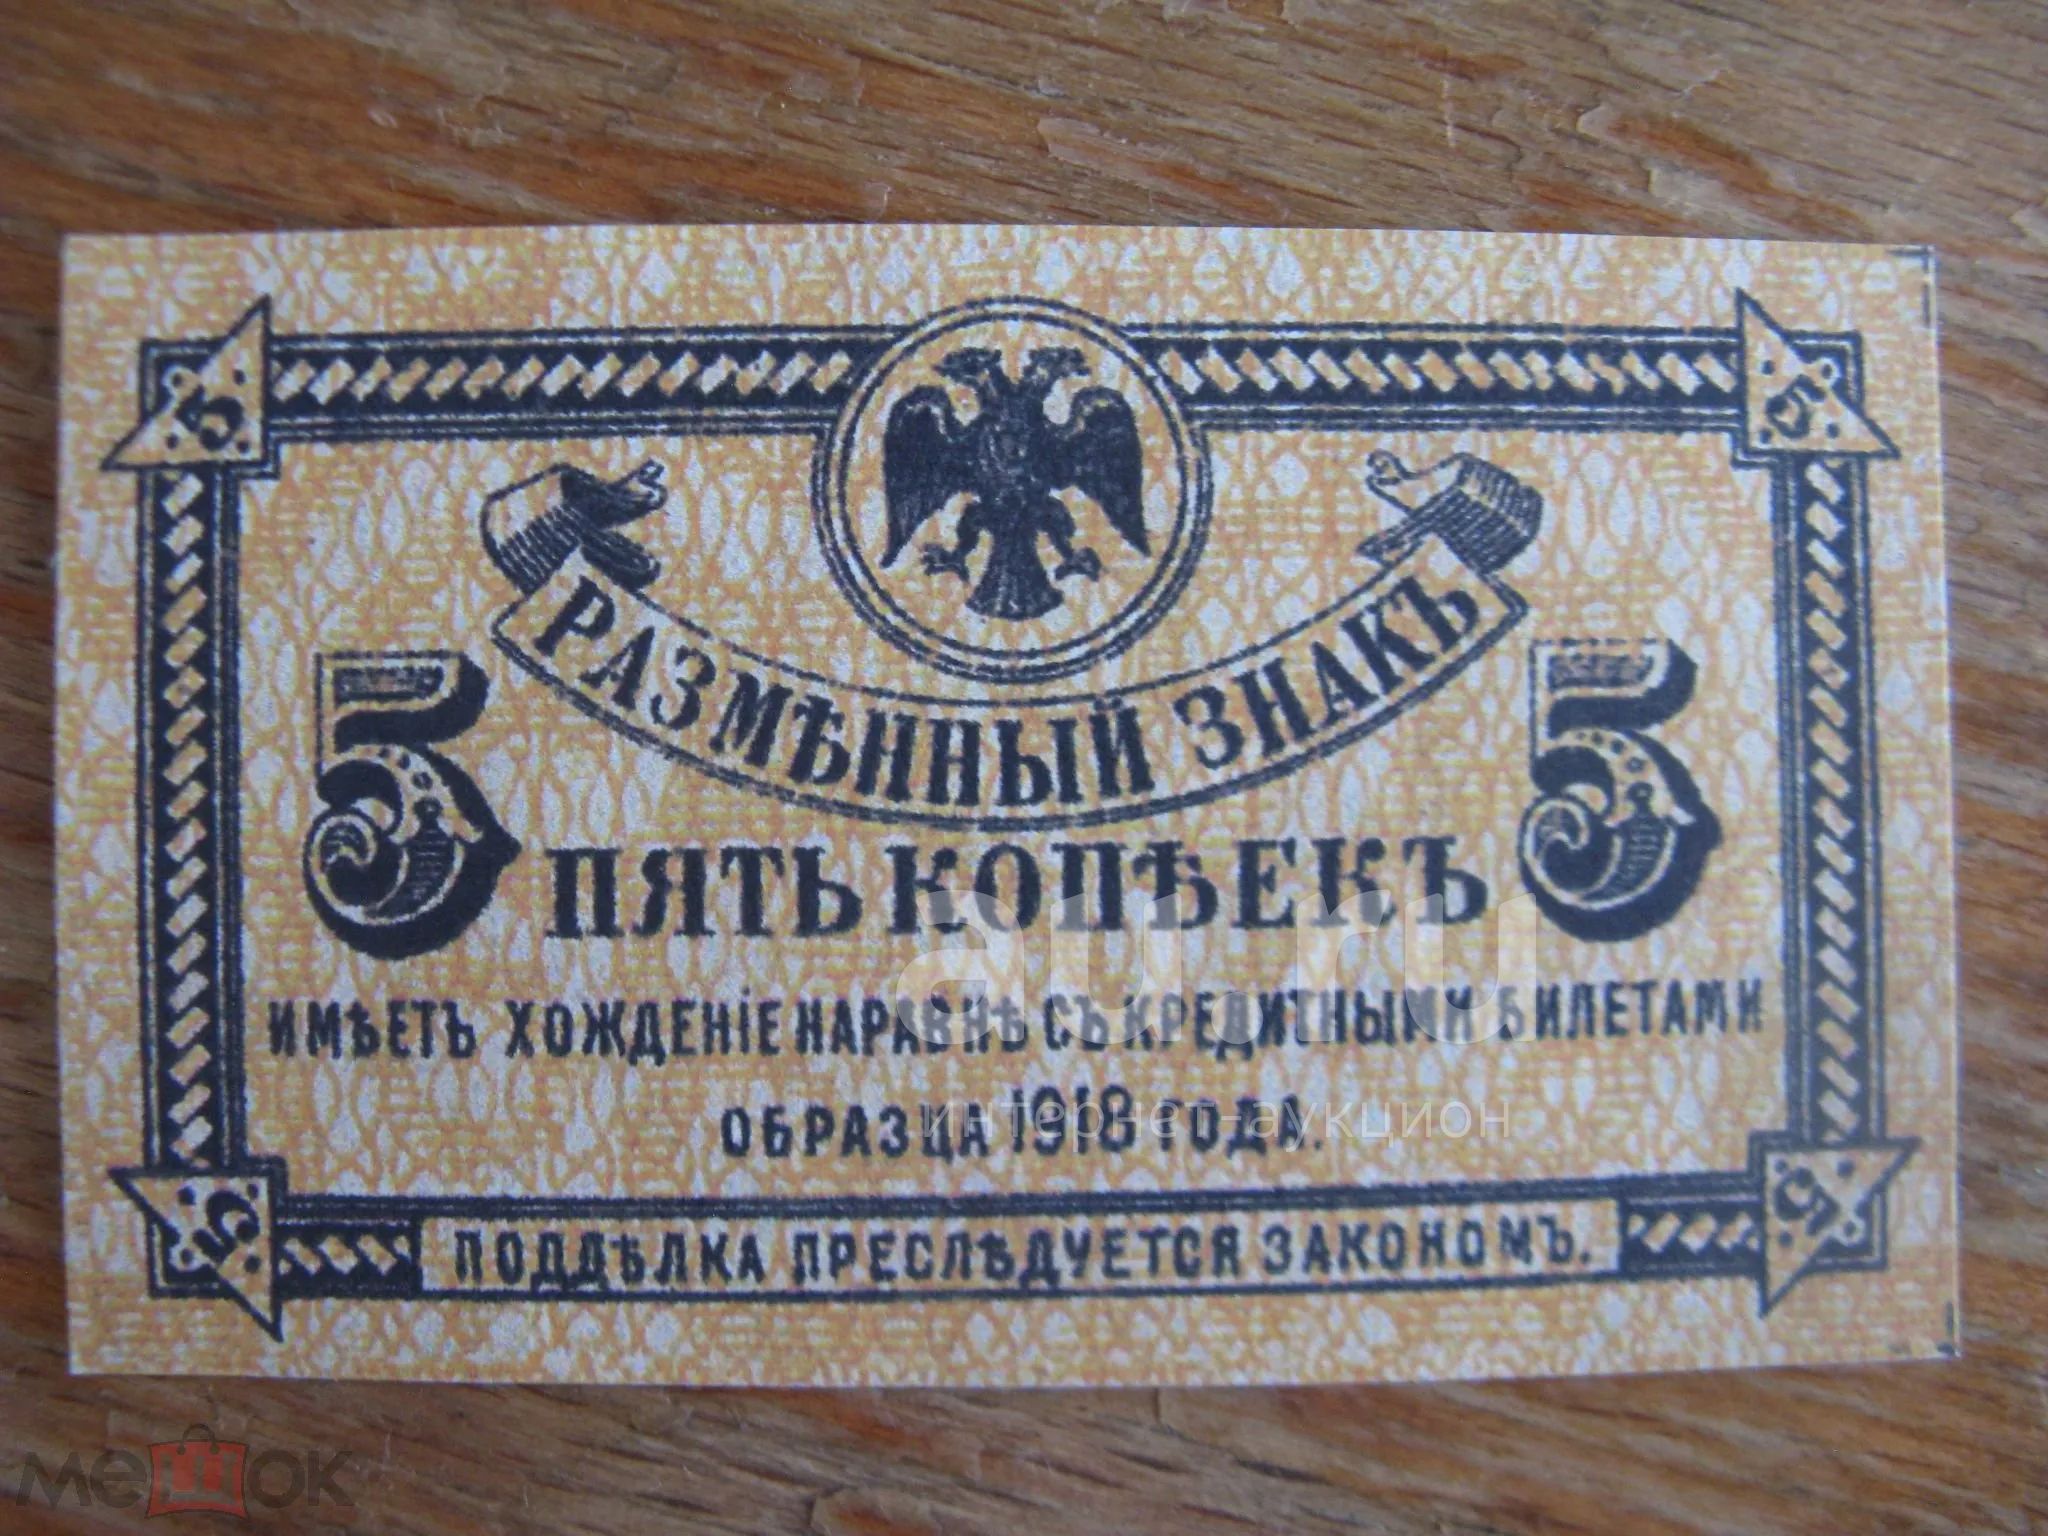 5 5
РАЗМѢННЫЙ ЗНАКЪ
5 ПЯТЬ КОПѢЕКЪ 5
au.ru
ИМѢЕТЪ ХОЖДЕНІЕ НАРАВНѢ СЪ КРЕДИТНЫМИ БИЛЕТАМИ
ОБРАЗЦА 1918 ГОДА.
интернет-аукцион
5 5
ПОДДѢЛКА ПРЕСЛѢДУЕТСЯ ЗАКОНОМЪ.
мешок